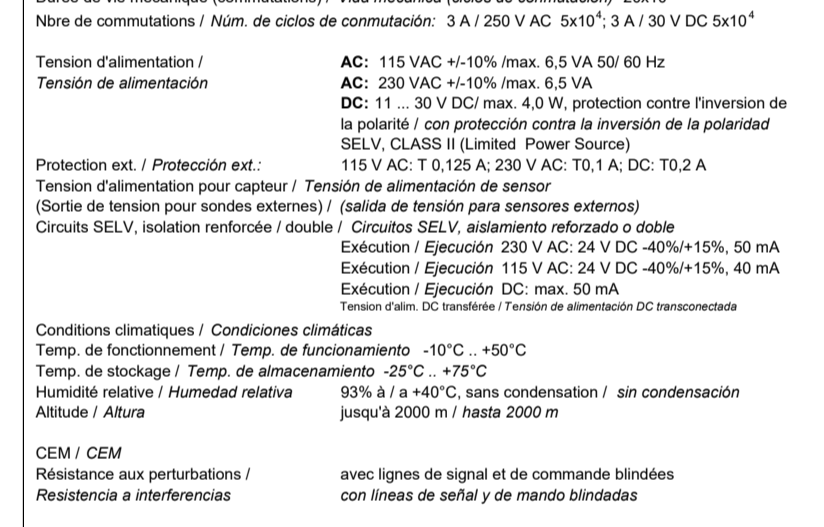 Nbre de commutations / Núm. de ciclos de conmutación: 3 A / 250 V AC 5x10⁴; 3 A / 30 V DC 5x10⁴
Tension d'alimentation / AC: 115 VAC +/-10% /max. 6,5 VA 50/ 60 Hz
Tensión de alimentación AC: 230 VAC +/-10% /max. 6,5 VA
DC: 11 ... 30 V DC/ max. 4,0 W, protection contre l'inversion de
la polarité / con protección contra la inversión de la polaridad
SELV, CLASS II (Limited Power Source)
Protection ext. / Protección ext.: 115 V AC: T 0,125 A; 230 V AC: T0,1 A; DC: T0,2 A
Tension d'alimentation pour capteur / Tensión de alimentación de sensor
(Sortie de tension pour sondes externes) / (salida de tensión para sensores externos)
Circuits SELV, isolation renforcée / double / Circuitos SELV, aislamiento reforzado o doble
Exécution / Ejecución 230 V AC: 24 V DC -40%/+15%, 50 mA
Exécution / Ejecución 115 V AC: 24 V DC -40%/+15%, 40 mA
Exécution / Ejecución DC: max. 50 mA
Tension d'alim. DC transférée / Tensión de alimentación DC transconectada
Conditions climatiques / Condiciones climáticas
Temp. de fonctionnement / Temp. de funcionamiento -10°C .. +50°C
Temp. de stockage / Temp. de almacenamiento -25°C .. +75°C
Humidité relative / Humedad relativa 93% à / a +40°C, sans condensation / sin condensación
Altitude / Altura jusqu'à 2000 m / hasta 2000 m
CEM / CEM
Résistance aux perturbations / avec lignes de signal et de commande blindées
Resistencia a interferencias con líneas de señal y de mando blindadas